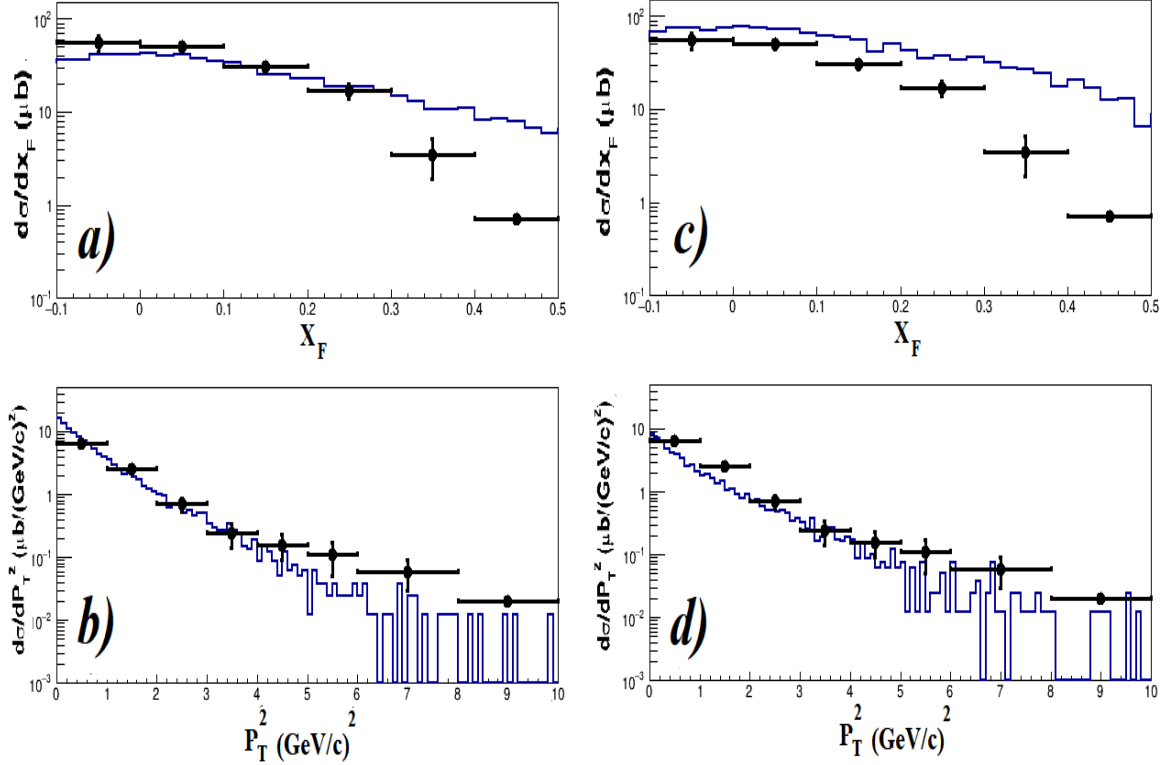 dσ/dx_F (μb)
10²
10
1
10⁻¹
a)
-0.1 0 0.1 0.2 0.3 0.4 0.5
X_F
dσ/dx_F (μb)
10²
10
1
10⁻¹
c)
-0.1 0 0.1 0.2 0.3 0.4 0.5
X_F
dσ/dP_T² (μb/(GeV/c)²)
10
1
10⁻¹
10⁻²
10⁻³
b)
0 1 2 3 4 5 6 7 8 9 10
P_T² (GeV/c)²
dσ/dP_T² (μb/(GeV/c)²)
10
1
10⁻¹
10⁻²
10⁻³
d)
0 1 2 3 4 5 6 7 8 9 10
P_T² (GeV/c)²